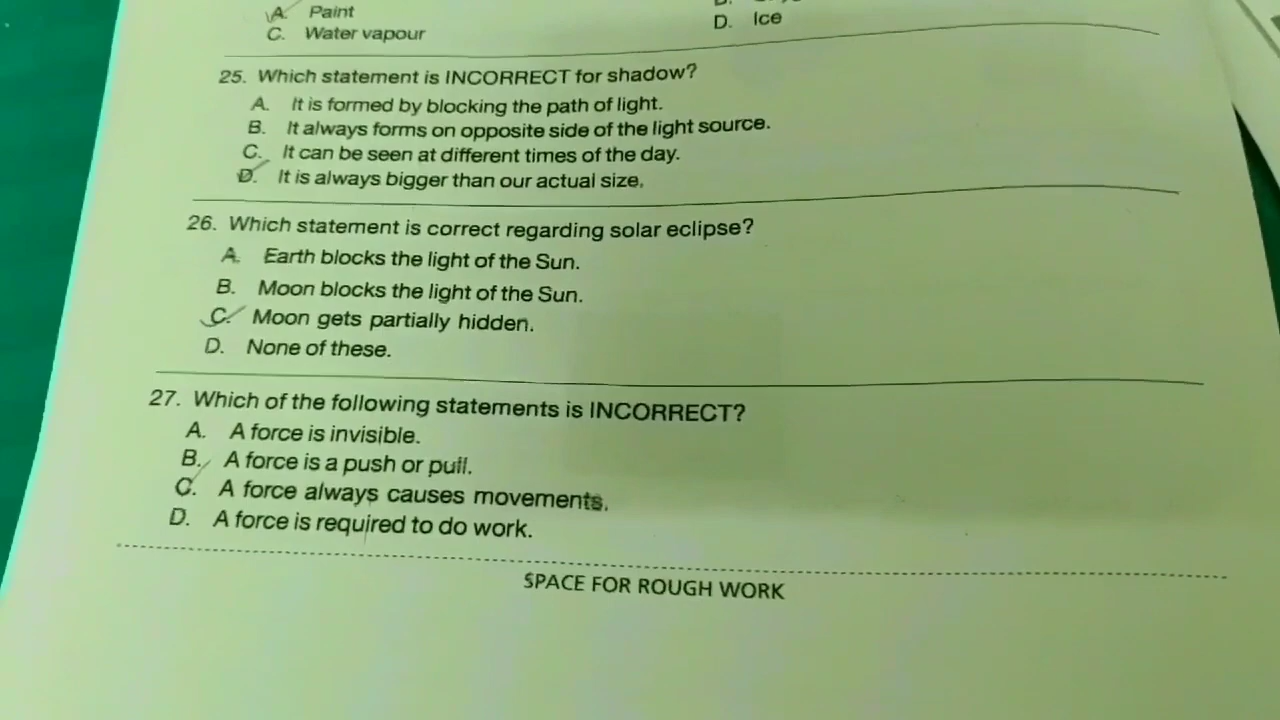 A. Paint
D. Ice
C. Water vapour
25. Which statement is INCORRECT for shadow?
A. It is formed by blocking the path of light.
B. It always forms on opposite side of the light source.
C. It can be seen at different times of the day.
D. It is always bigger than our actual size.
26. Which statement is correct regarding solar eclipse?
A. Earth blocks the light of the Sun.
B. Moon blocks the light of the Sun.
C. Moon gets partially hidden.
D. None of these.
27. Which of the following statements is INCORRECT?
A. A force is invisible.
B. A force is a push or pull.
C. A force always causes movements.
D. A force is required to do work.
SPACE FOR ROUGH WORK